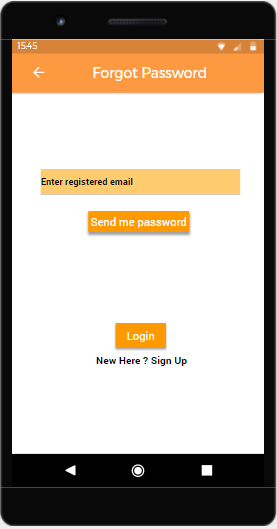 15:45
Forgot Password
Enter registered email
Send me password
Login
New Here ? Sign Up